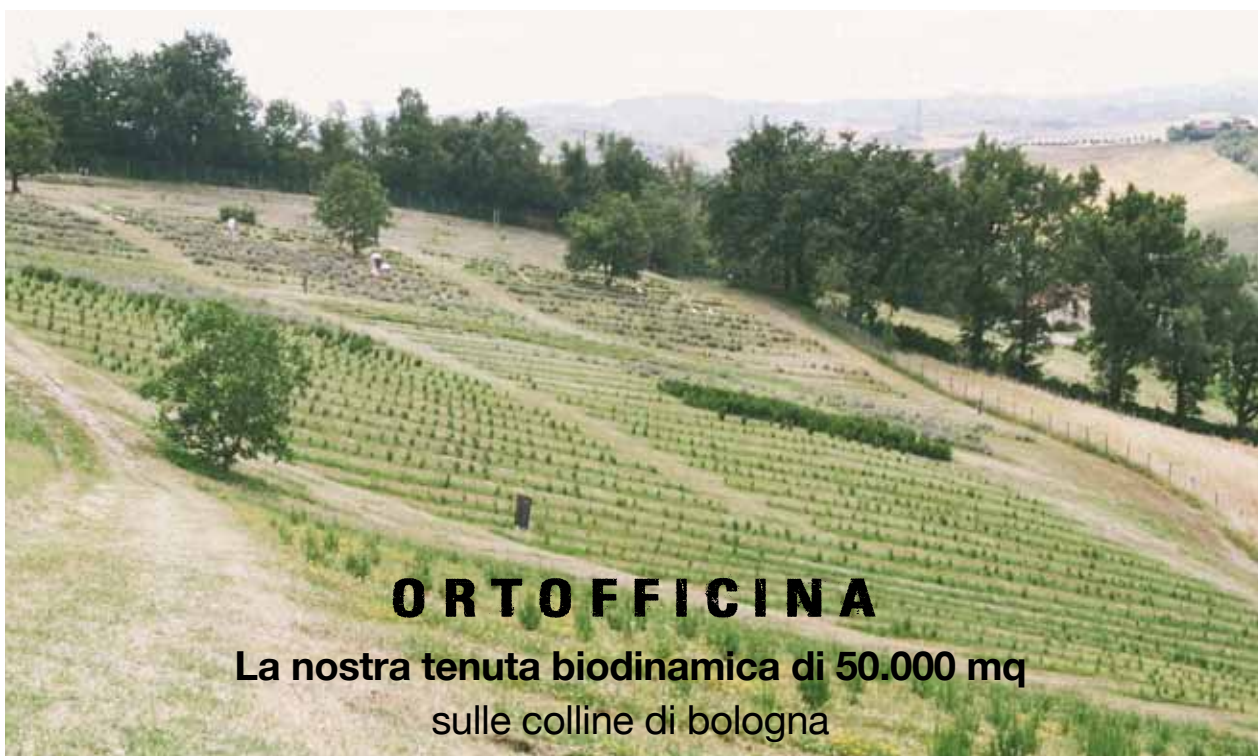 ORTOFFICINA
La nostra tenuta biodinamica di 50.000 mq
sulle colline di bologna